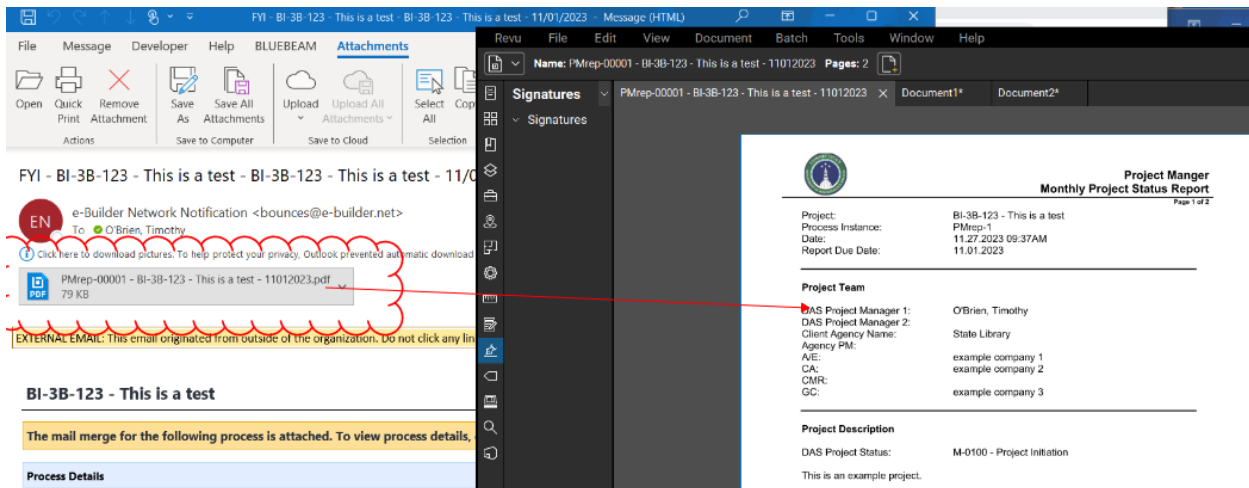 FYI - BI-3B-123 - This is a test - BI-3B-123 - This is a test - 11/01/2023 - Message (HTML)
File Message Developer Help BLUEBEAM Attachments
Open
Quick Print
Remove Attachment
Actions
Save As
Save All Attachments
Save to Computer
Upload
Upload All Attachments
Save to Cloud
Select All
Cop
Selection
FYI - BI-3B-123 - This is a test - BI-3B-123 - This is a test - 11/0
EN
e-Builder Network Notification <bounces@e-builder.net>
To O'Brien, Timothy
Click here to download pictures. To help protect your privacy, Outlook prevented automatic download
PDF
PMrep-00001 - BI-3B-123 - This is a test - 11012023.pdf
79 KB
EXTERNAL EMAIL: This email originated from outside of the organization. Do not click any lin
BI-3B-123 - This is a test
The mail merge for the following process is attached. To view process details,
Process Details
Revu File Edit View Document Batch Tools Window Help
Name: PMrep-00001 - BI-3B-123 - This is a test - 11012023 Pages: 2
Signatures
Signatures
PMrep-00001 - BI-3B-123 - This is a test - 11012023 Document1* Document2*
Project Manger
Monthly Project Status Report
Page 1 of 2
Project: BI-3B-123 - This is a test
Process Instance: PMrep-1
Date: 11.27.2023 09:37AM
Report Due Date: 11.01.2023
Project Team
DAS Project Manager 1: O'Brien, Timothy
DAS Project Manager 2:
Client Agency Name: State Library
Agency PM:
A/E: example company 1
CA: example company 2
CMR:
GC: example company 3
Project Description
DAS Project Status: M-0100 - Project Initiation
This is an example project.